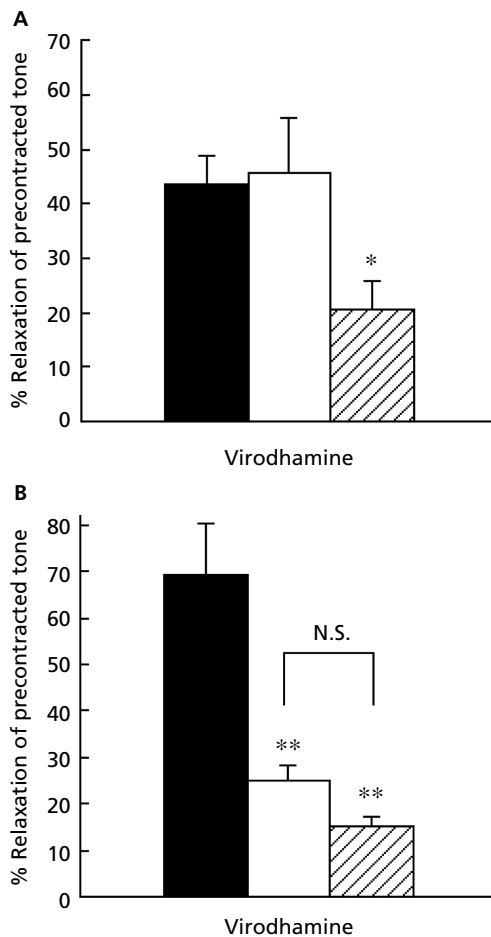 A
% Relaxation of precontracted tone
70
60
50
40
30
20
10
0
*
Virodhamine
B
% Relaxation of precontracted tone
80
70
60
50
40
30
20
10
0
N.S.
**
**
Virodhamine